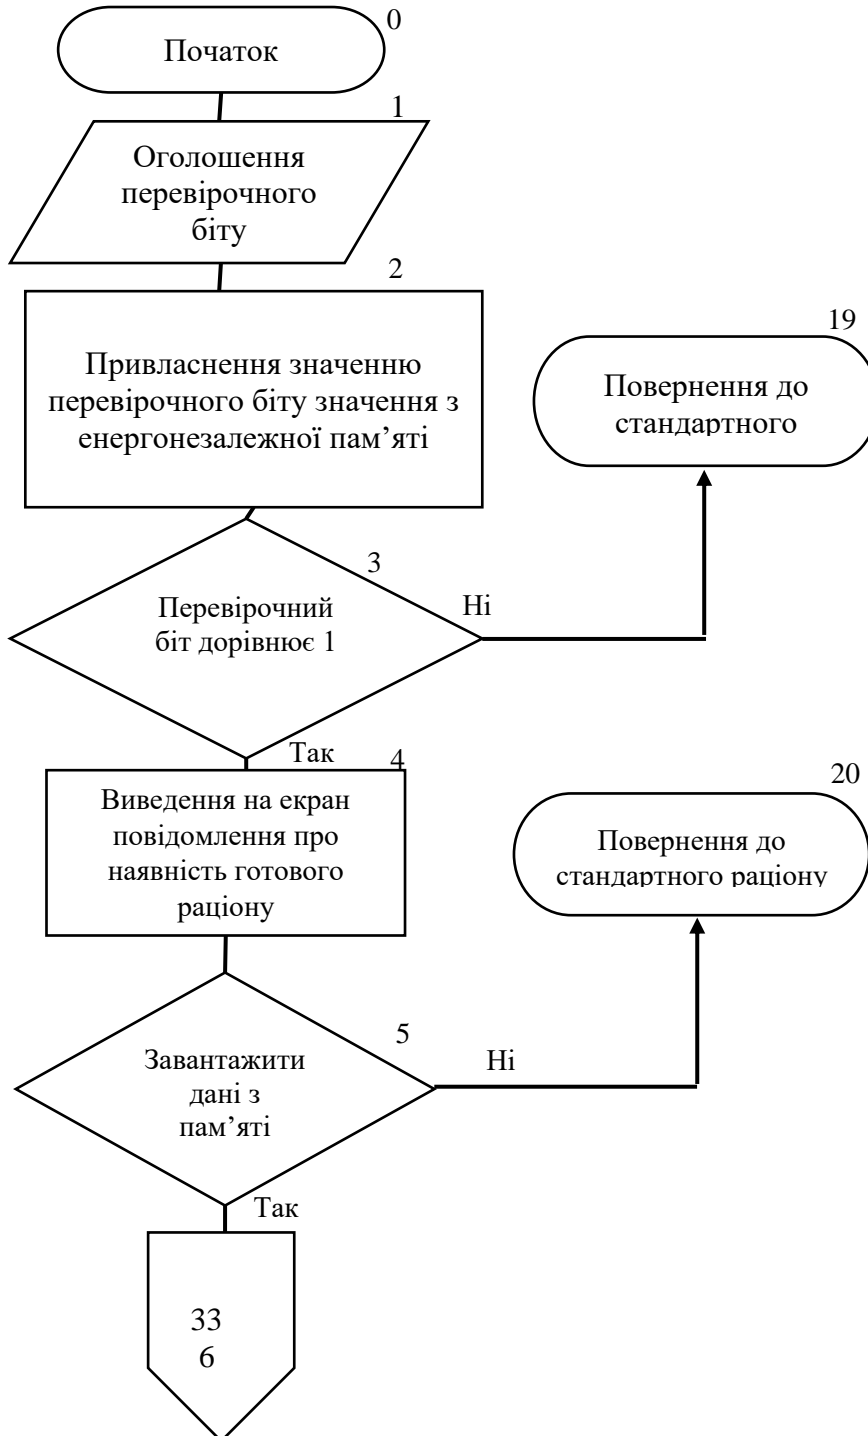 0
Початок
1
Оголошення
перевірочного
біту
2
Привласнення значенню
перевірочного біту значення з
енергонезалежної пам’яті
19
Повернення до
стандартного
3
Перевірочний
біт дорівнює 1
Ні
Так
4
Виведення на екран
повідомлення про
наявність готового
раціону
20
Повернення до
стандартного раціону
5
Завантажити
дані з
пам’яті
Ні
Так
33
6